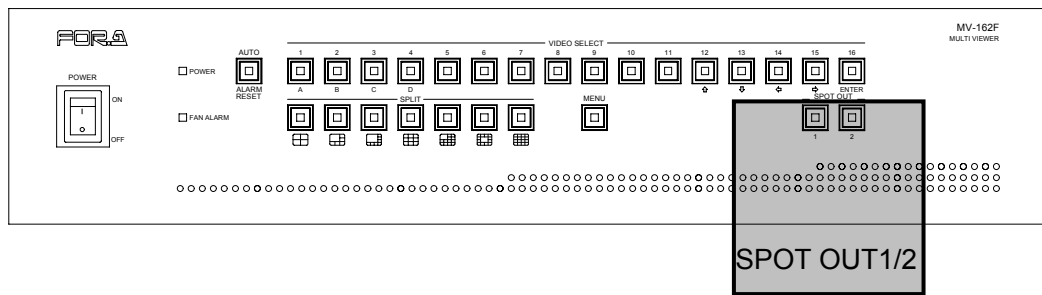 FOR.A
MV-162F
MULTI VIEWER
VIDEO SELECT
AUTO 1 2 3 4 5 6 7 8 9 10 11 12 13 14 15 16
POWER
POWER
ALARM RESET
A B C D
ENTER
ON
OFF
SPLIT
MENU
SPOT OUT
FAN ALARM
1 2
SPOT OUT1/2